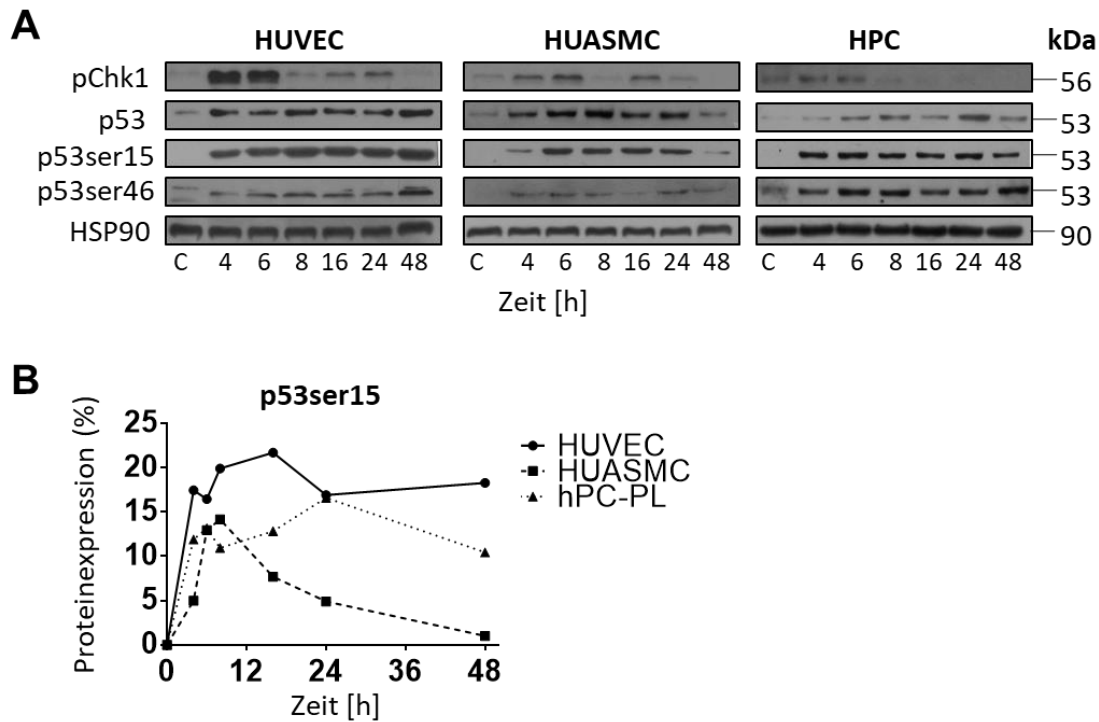 A
HUVEC HUASMC HPC kDa
pChk1 56
p53 53
p53ser15 53
p53ser46 53
HSP90 90
C 4 6 8 16 24 48 C 4 6 8 16 24 48 C 4 6 8 16 24 48
Zeit [h]
B
p53ser15
Proteinexpression (%)
25
20
15
10
5
0
HUVEC
HUASMC
hPC-PL
0 12 24 36 48
Zeit [h]